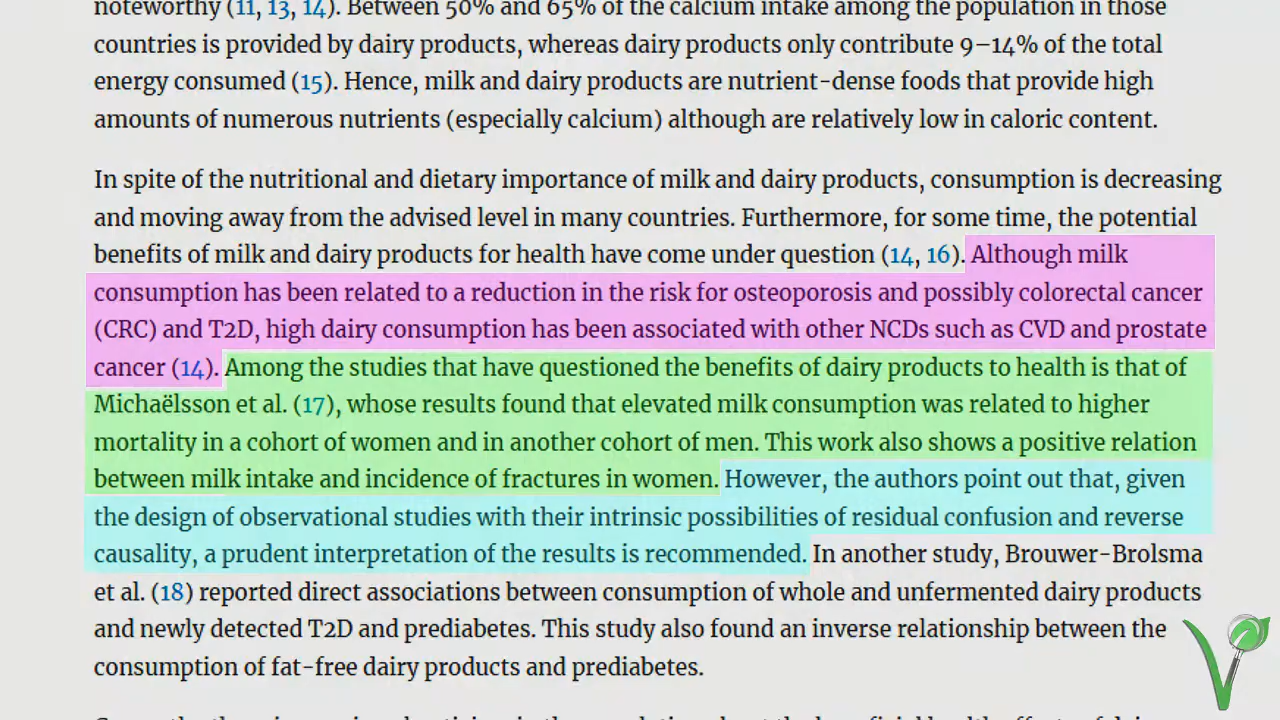 noteworthy (11, 13, 14). Between 50% and 65% of the calcium intake among the population in those
countries is provided by dairy products, whereas dairy products only contribute 9–14% of the total
energy consumed (15). Hence, milk and dairy products are nutrient-dense foods that provide high
amounts of numerous nutrients (especially calcium) although are relatively low in caloric content.
In spite of the nutritional and dietary importance of milk and dairy products, consumption is decreasing
and moving away from the advised level in many countries. Furthermore, for some time, the potential
benefits of milk and dairy products for health have come under question (14, 16). Although milk
consumption has been related to a reduction in the risk for osteoporosis and possibly colorectal cancer
(CRC) and T2D, high dairy consumption has been associated with other NCDs such as CVD and prostate
cancer (14). Among the studies that have questioned the benefits of dairy products to health is that of
Michaëlsson et al. (17), whose results found that elevated milk consumption was related to higher
mortality in a cohort of women and in another cohort of men. This work also shows a positive relation
between milk intake and incidence of fractures in women. However, the authors point out that, given
the design of observational studies with their intrinsic possibilities of residual confusion and reverse
causality, a prudent interpretation of the results is recommended. In another study, Brouwer-Brolsma
et al. (18) reported direct associations between consumption of whole and unfermented dairy products
and newly detected T2D and prediabetes. This study also found an inverse relationship between the
consumption of fat-free dairy products and prediabetes.